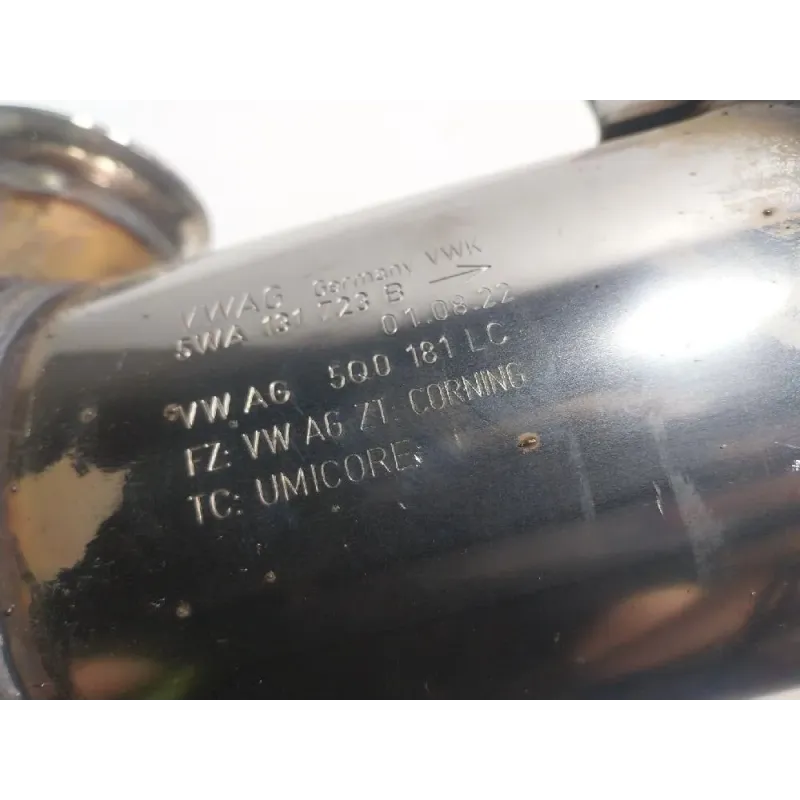 VWAG Germany VWK
5WA 131 723 B
01.08.22
VW AG 5Q0 181 LC
FZ: VW AG ZT: CORNING
TC: UMICORE